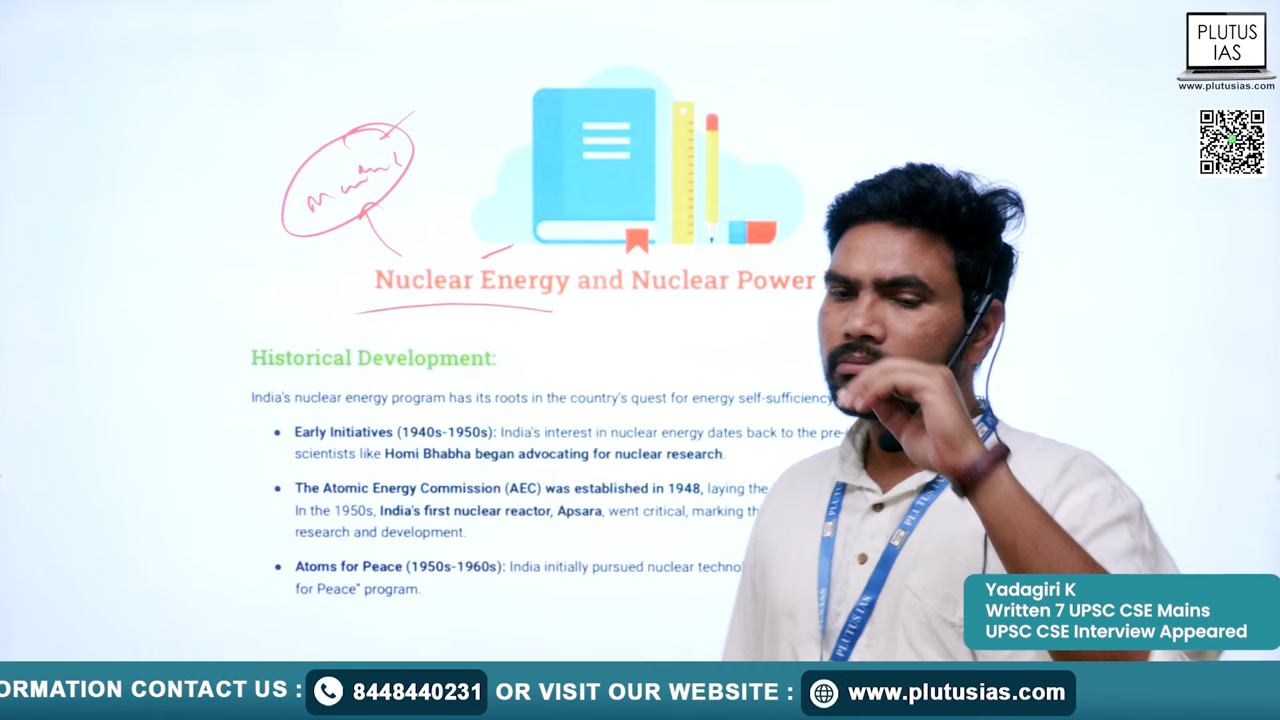 PLUTUS
IAS
www.plutusias.com
Nuclear Energy and Nuclear Power
Historical Development:
India's nuclear energy program has its roots in the country's quest for energy self-sufficiency
Early Initiatives (1940s-1950s): India's interest in nuclear energy dates back to the pre-
scientists like Homi Bhabha began advocating for nuclear research.
The Atomic Energy Commission (AEC) was established in 1948, laying the
In the 1950s, India's first nuclear reactor, Apsara, went critical, marking
research and development.
Atoms for Peace (1950s-1960s): India initially pursued nuclear
for Peace" program.
PLUTUS IAS
Yadagiri K
Written 7 UPSC CSE Mains
UPSC CSE Interview Appeared
ORMATION CONTACT US : 8448440231 OR VISIT OUR WEBSITE : www.plutusias.com